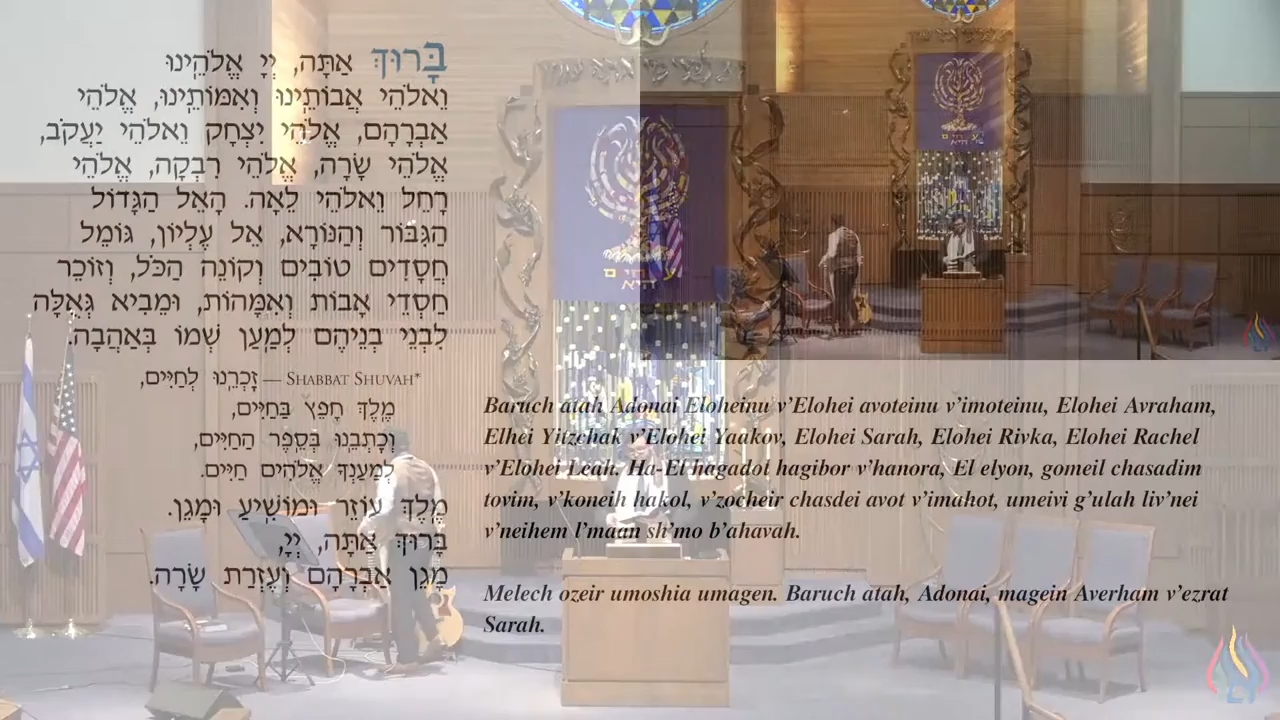 בָּרוּךְ אַתָּה, יְיָ אֱלֹהֵֽינוּ
וֵאלֹהֵי אֲבוֹתֵֽינוּ וְאִמּוֹתֵֽינוּ, אֱלֹהֵי
אַבְרָהָם, אֱלֹהֵי יִצְחָק וֵאלֹהֵי יַעֲקֹב,
אֱלֹהֵי שָׂרָה, אֱלֹהֵי רִבְקָה, אֱלֹהֵי
רָחֵל וֵאלֹהֵי לֵאָה. הָאֵל הַגָּדוֹל
הַגִּבּוֹר וְהַנּוֹרָא, אֵל עֶלְיוֹן, גּוֹמֵל
חֲסָדִים טוֹבִים וְקוֹנֵה הַכֹּל, וְזוֹכֵר
חַסְדֵי אָבוֹת וְאִמָּהוֹת, וּמֵבִיא גְּאֻלָּה
לִבְנֵי בְנֵיהֶם לְמַֽעַן שְׁמוֹ בְּאַהֲבָה.
זָכְרֵֽנוּ לְחַיִּים, — SHABBAT SHUVAH*
מֶֽלֶךְ חָפֵץ בַּחַיִּים,
וְכָתְבֵֽנוּ בְּסֵֽפֶר הַחַיִּים,
לְמַעַנְךָ אֱלֹהִים חַיִּים.
מֶֽלֶךְ עוֹזֵר וּמוֹשִֽׁיעַ וּמָגֵן.
בָּרוּךְ אַתָּה, יְיָ,
מָגֵן אַבְרָהָם וְעֶזְרַת שָׂרָה.
Baruch atah Adonai Eloheinu v’Elohei avoteinu v’imoteinu, Elohei Avraham,
Elhei Yitzchak v’Elohei Yaakov, Elohei Sarah, Elohei Rivka, Elohei Rachel
v’Elohei Leah. Ha-El hagadol hagibor v’hanora, El elyon, gomeil chasadim
tovim, v’koneih hakol, v’zocheir chasdei avot v’imahot, umeivi g’ulah liv’nei
v’neihem l’maan sh’mo b’ahavah.
Melech ozeir umoshia umagen. Baruch atah, Adonai, magein Averham v’ezrat
Sarah.